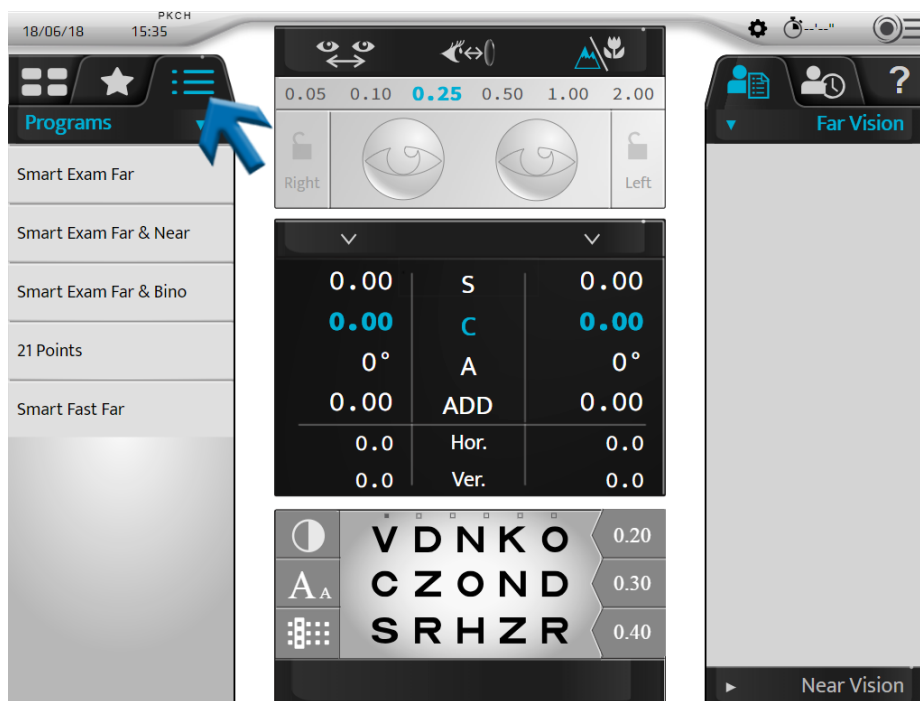 PKCH
18/06/18 15:35 --'--"
?
0.05 0.10 0.25 0.50 1.00 2.00
Programs
Far Vision
Right
Left
Smart Exam Far
Smart Exam Far & Near
Smart Exam Far & Bino
21 Points
Smart Fast Far
0.00 S 0.00
0.00 C 0.00
0° A 0°
0.00 ADD 0.00
0.0 Hor. 0.0
0.0 Ver. 0.0
V D N K O 0.20
A A C Z O N D 0.30
S R H Z R 0.40
Near Vision